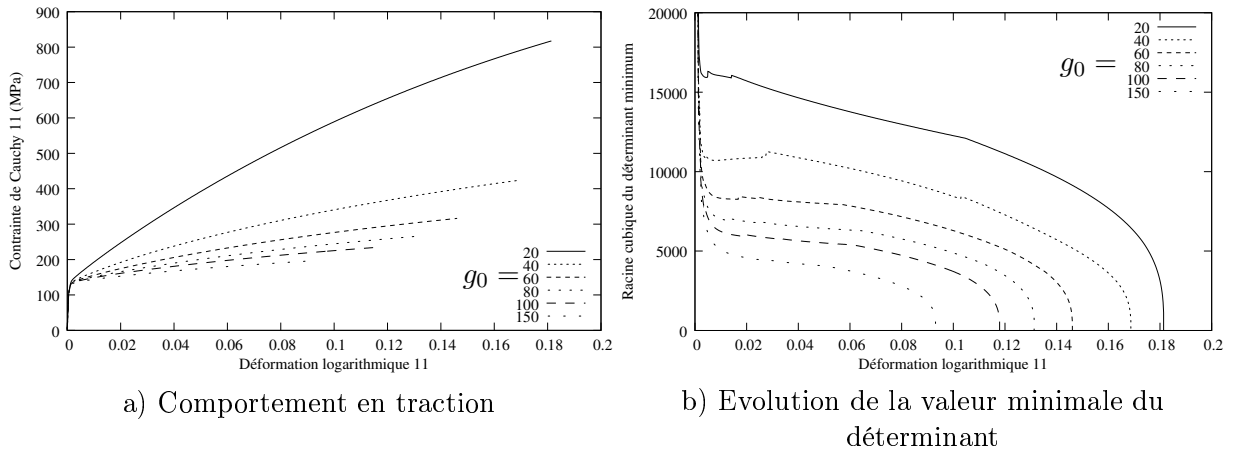 900
800
700
600
500
400
300
200
100
0
Contrainte de Cauchy 11 (MPa)
0 0.02 0.04 0.06 0.08 0.1 0.12 0.14 0.16 0.18 0.2
Déformation logarithmique 11
g0 =
20
40
60
80
100
150
a) Comportement en traction
20000
15000
10000
5000
0
Racine cubique du déterminant minimum
0 0.02 0.04 0.06 0.08 0.1 0.12 0.14 0.16 0.18 0.2
Déformation logarithmique 11
g0 =
20
40
60
80
100
150
b) Evolution de la valeur minimale du
déterminant